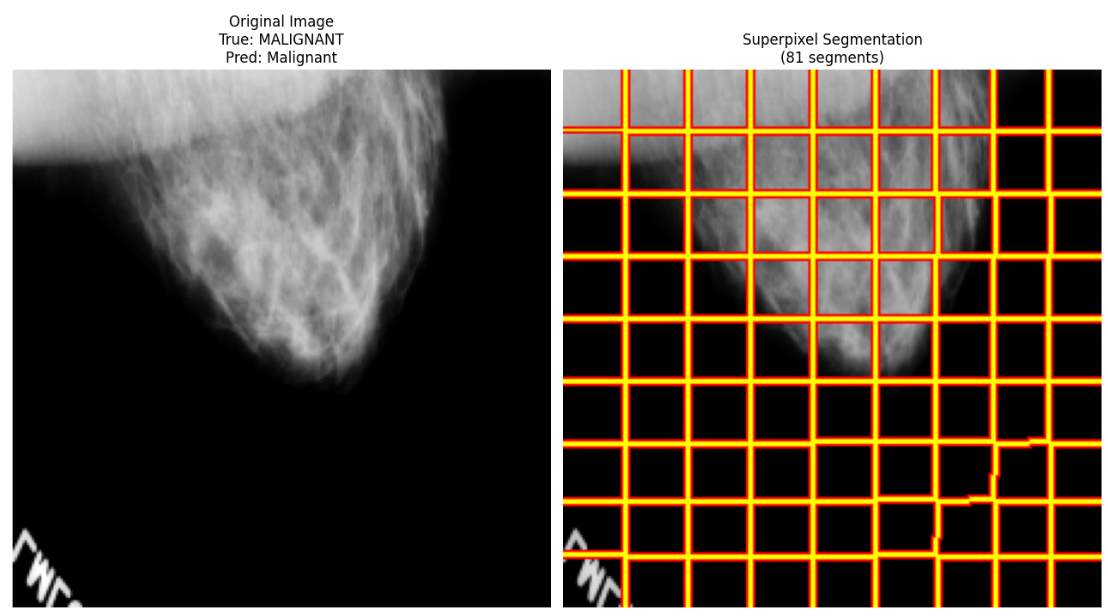 Original Image
True: MALIGNANT
Pred: Malignant
Superpixel Segmentation
(81 segments)